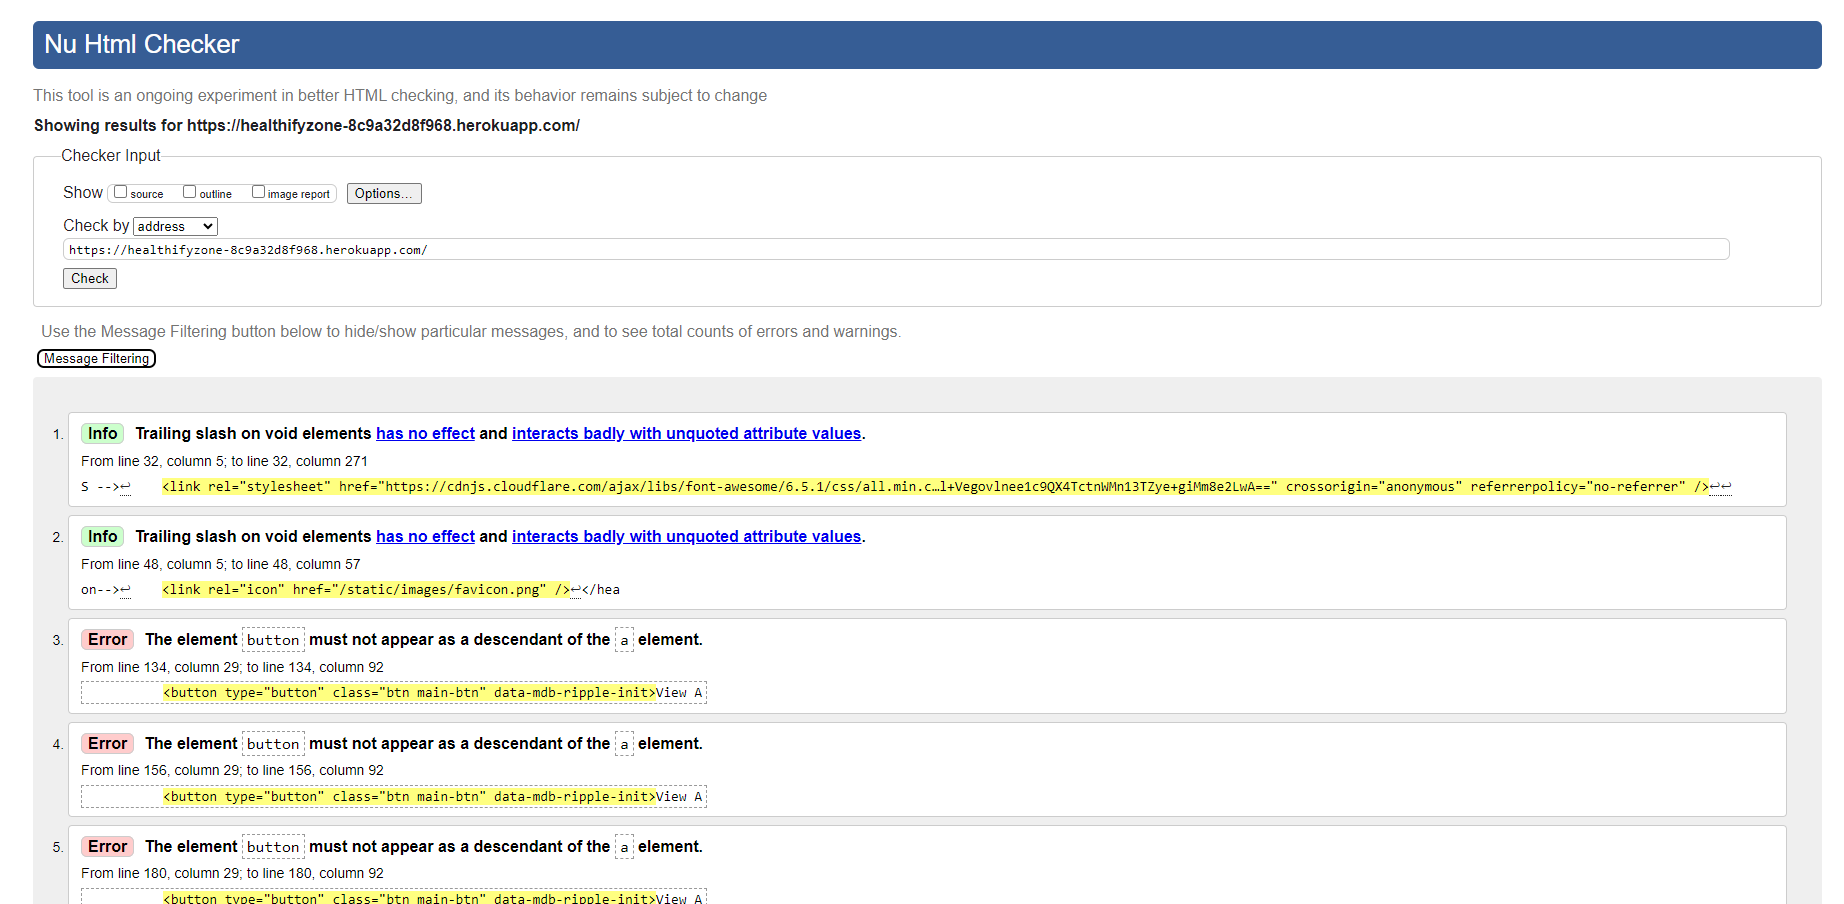 Nu Html Checker
This tool is an ongoing experiment in better HTML checking, and its behavior remains subject to change
Showing results for https://healthifyzone-8c9a32d8f968.herokuapp.com/
Checker Input
Show source outline image report Options...
Check by address
https://healthifyzone-8c9a32d8f968.herokuapp.com/
Check
Use the Message Filtering button below to hide/show particular messages, and to see total counts of errors and warnings.
Message Filtering
1. Info Trailing slash on void elements has no effect and interacts badly with unquoted attribute values.
From line 32, column 5; to line 32, column 271
S -->↩ <link rel="stylesheet" href="https://cdnjs.cloudflare.com/ajax/libs/font-awesome/6.5.1/css/all.min.c…l+Vegovlnee1c9QX4TctnWMn13TZye+giMm8e2LwA==" crossorigin="anonymous" referrerpolicy="no-referrer" />↩↩
2. Info Trailing slash on void elements has no effect and interacts badly with unquoted attribute values.
From line 48, column 5; to line 48, column 57
on-->↩ <link rel="icon" href="/static/images/favicon.png" />↩</hea
3. Error The element button must not appear as a descendant of the a element.
From line 134, column 29; to line 134, column 92
<button type="button" class="btn main-btn" data-mdb-ripple-init>View A
4. Error The element button must not appear as a descendant of the a element.
From line 156, column 29; to line 156, column 92
<button type="button" class="btn main-btn" data-mdb-ripple-init>View A
5. Error The element button must not appear as a descendant of the a element.
From line 180, column 29; to line 180, column 92
<button type="button" class="btn main-btn" data-mdb-ripple-init>View A